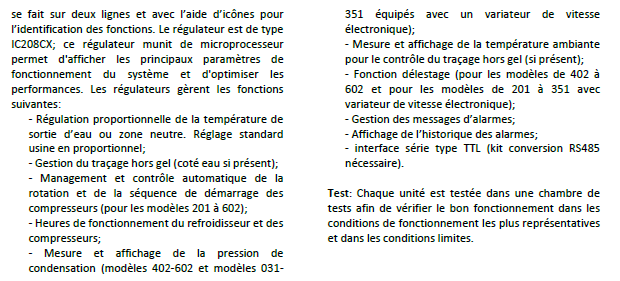 se fait sur deux lignes et avec l'aide d'icônes pour
l'identification des fonctions. Le régulateur est de type
IC208CX; ce régulateur munit de microprocesseur
permet d'afficher les principaux paramètres de
fonctionnement du système et d'optimiser les
performances. Les régulateurs gèrent les fonctions
suivantes:
- Régulation proportionnelle de la température de
sortie d'eau ou zone neutre. Réglage standard
usine en proportionnel;
- Gestion du traçage hors gel (coté eau si présent);
- Management et contrôle automatique de la
rotation et de la séquence de démarrage des
compresseurs (pour les modèles 201 à 602);
- Heures de fonctionnement du refroidisseur et des
compresseurs;
- Mesure et affichage de la pression de
condensation (modèles 402-602 et modèles 031-
351 équipés avec un variateur de vitesse
électronique);
- Mesure et affichage de la température ambiante
pour le contrôle du traçage hors gel (si présent);
- Fonction délestage (pour les modèles de 402 à
602 et pour les modèles de 201 à 351 avec
variateur de vitesse électronique);
- Gestion des messages d'alarmes;
- Affichage de l'historique des alarmes;
- interface série type TTL (kit conversion RS485
nécessaire).
Test: Chaque unité est testée dans une chambre de
tests afin de vérifier le bon fonctionnement dans les
conditions de fonctionnement les plus représentatives
et dans les conditions limites.